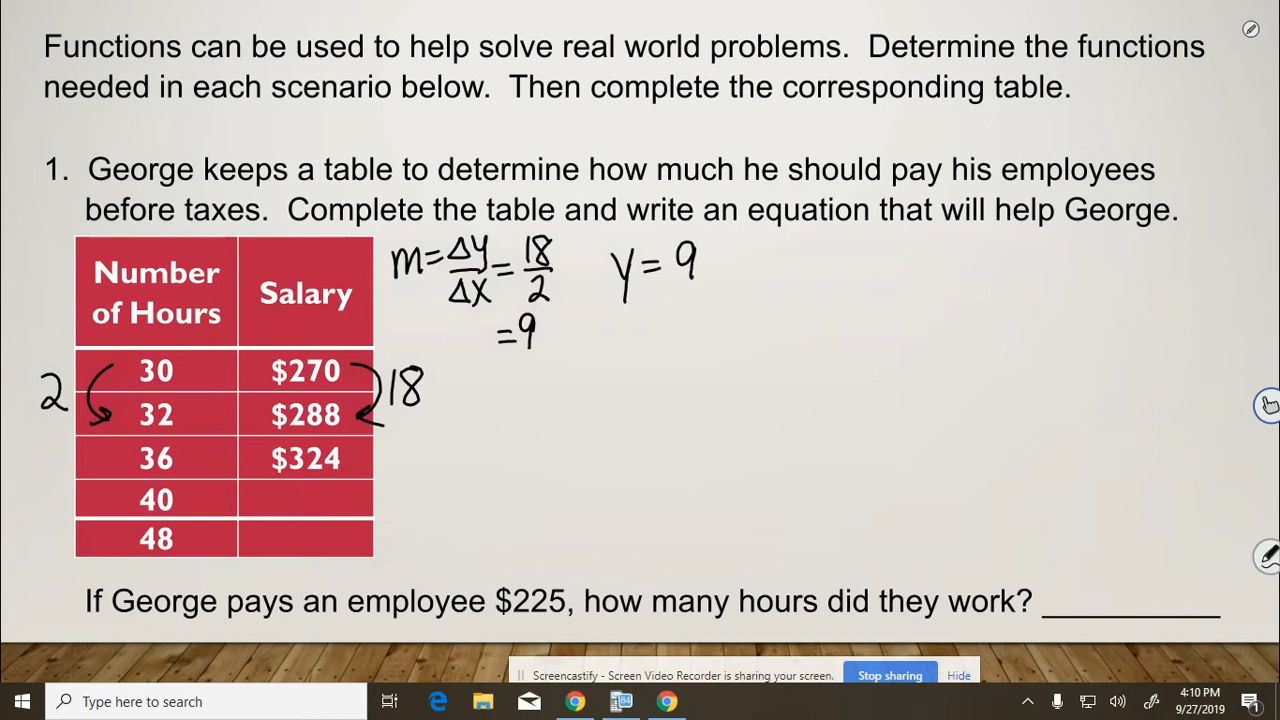 Functions can be used to help solve real world problems.  Determine the functions
needed in each scenario below.  Then complete the corresponding table.
1.  George keeps a table to determine how much he should pay his employees
before taxes.  Complete the table and write an equation that will help George.
Number of Hours Salary
30 $270
32 $288
36 $324
40
48
2
18
m = Δy/Δx = 18/2
= 9
y = 9
If George pays an employee $225, how many hours did they work? __________
Screencastify - Screen Video Recorder is sharing your screen. Stop sharing Hide
Type here to search
84
4:10 PM
9/27/2019
1